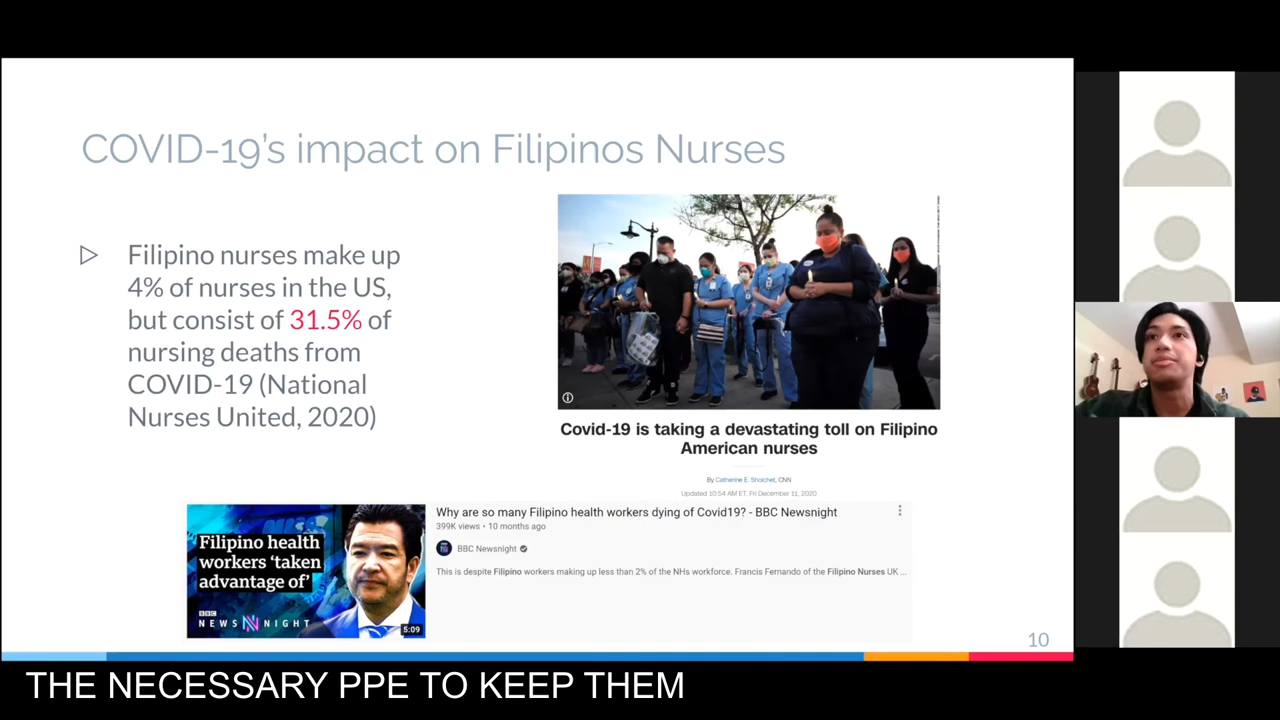 COVID-19’s impact on Filipinos Nurses
Filipino nurses make up
4% of nurses in the US,
but consist of 31.5% of
nursing deaths from
COVID-19 (National
Nurses United, 2020)
Covid-19 is taking a devastating toll on Filipino
American nurses
By Catherine E. Shoichet, CNN
Updated 10:54 AM ET, Fri December 11, 2020
Filipino health
workers ‘taken
advantage of’
BBC
NEWSNIGHT
5:09
Why are so many Filipino health workers dying of Covid19? - BBC Newsnight
399K views • 10 months ago
BBC Newsnight
This is despite Filipino workers making up less than 2% of the NHs workforce. Francis Fernando of the Filipino Nurses UK ...
10
THE NECESSARY PPE TO KEEP THEM